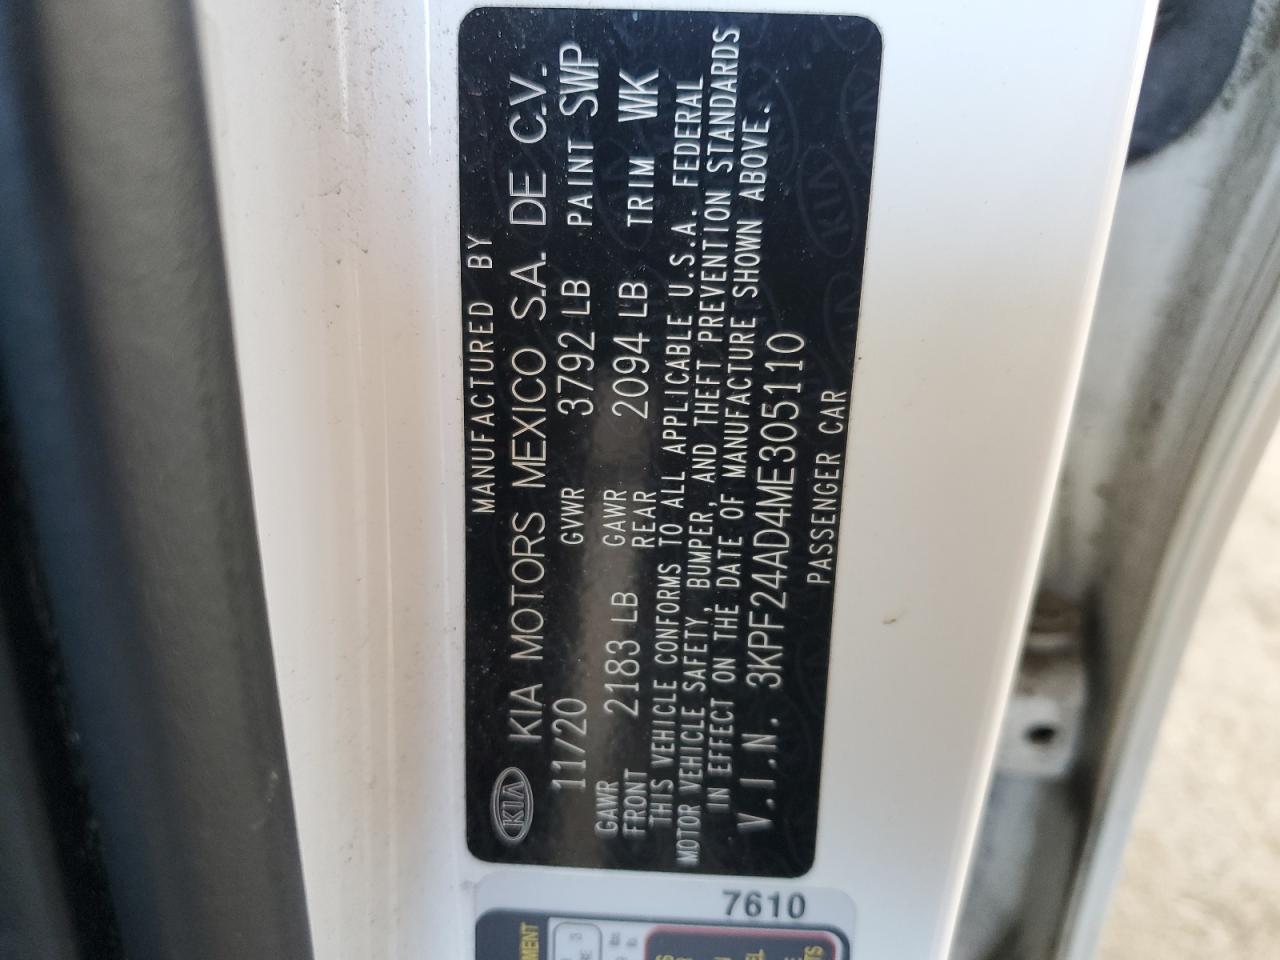 MANUFACTURED BY
KIA KIA MOTORS MEXICO S.A. DE C.V.
11/20 GVWR 3792 LB PAINT SWP
GAWR FRONT 2183 LB GAWR REAR 2094 LB TRIM WK
THIS VEHICLE CONFORMS TO ALL APPLICABLE U.S.A. FEDERAL
MOTOR VEHICLE SAFETY, BUMPER, AND THEFT PREVENTION STANDARDS
IN EFFECT ON THE DATE OF MANUFACTURE SHOWN ABOVE.
V.I.N. 3KPF24AD4ME305110
PASSENGER CAR
7610